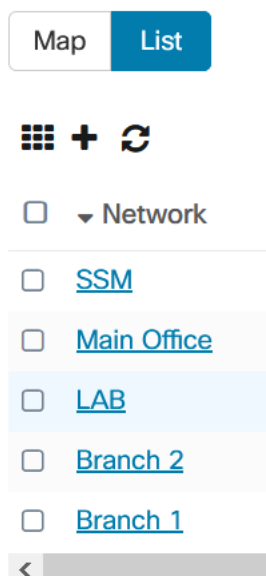 Map List
Network
SSM
Main Office
LAB
Branch 2
Branch 1